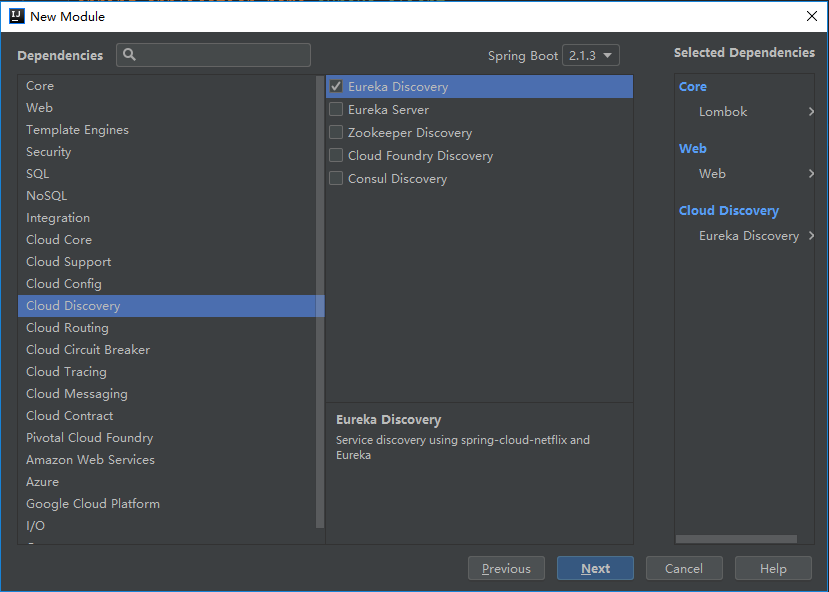 New Module
Dependencies
Spring Boot 2.1.3
Selected Dependencies
Core
Web
Template Engines
Security
SQL
NoSQL
Integration
Cloud Core
Cloud Support
Cloud Config
Cloud Discovery
Cloud Routing
Cloud Circuit Breaker
Cloud Tracing
Cloud Messaging
Cloud Contract
Pivotal Cloud Foundry
Amazon Web Services
Azure
Google Cloud Platform
I/O
Eureka Discovery
Eureka Server
Zookeeper Discovery
Cloud Foundry Discovery
Consul Discovery
Eureka Discovery
Service discovery using spring-cloud-netflix and
Eureka
Core
Lombok
Web
Web
Cloud Discovery
Eureka Discovery
Previous
Next
Cancel
Help